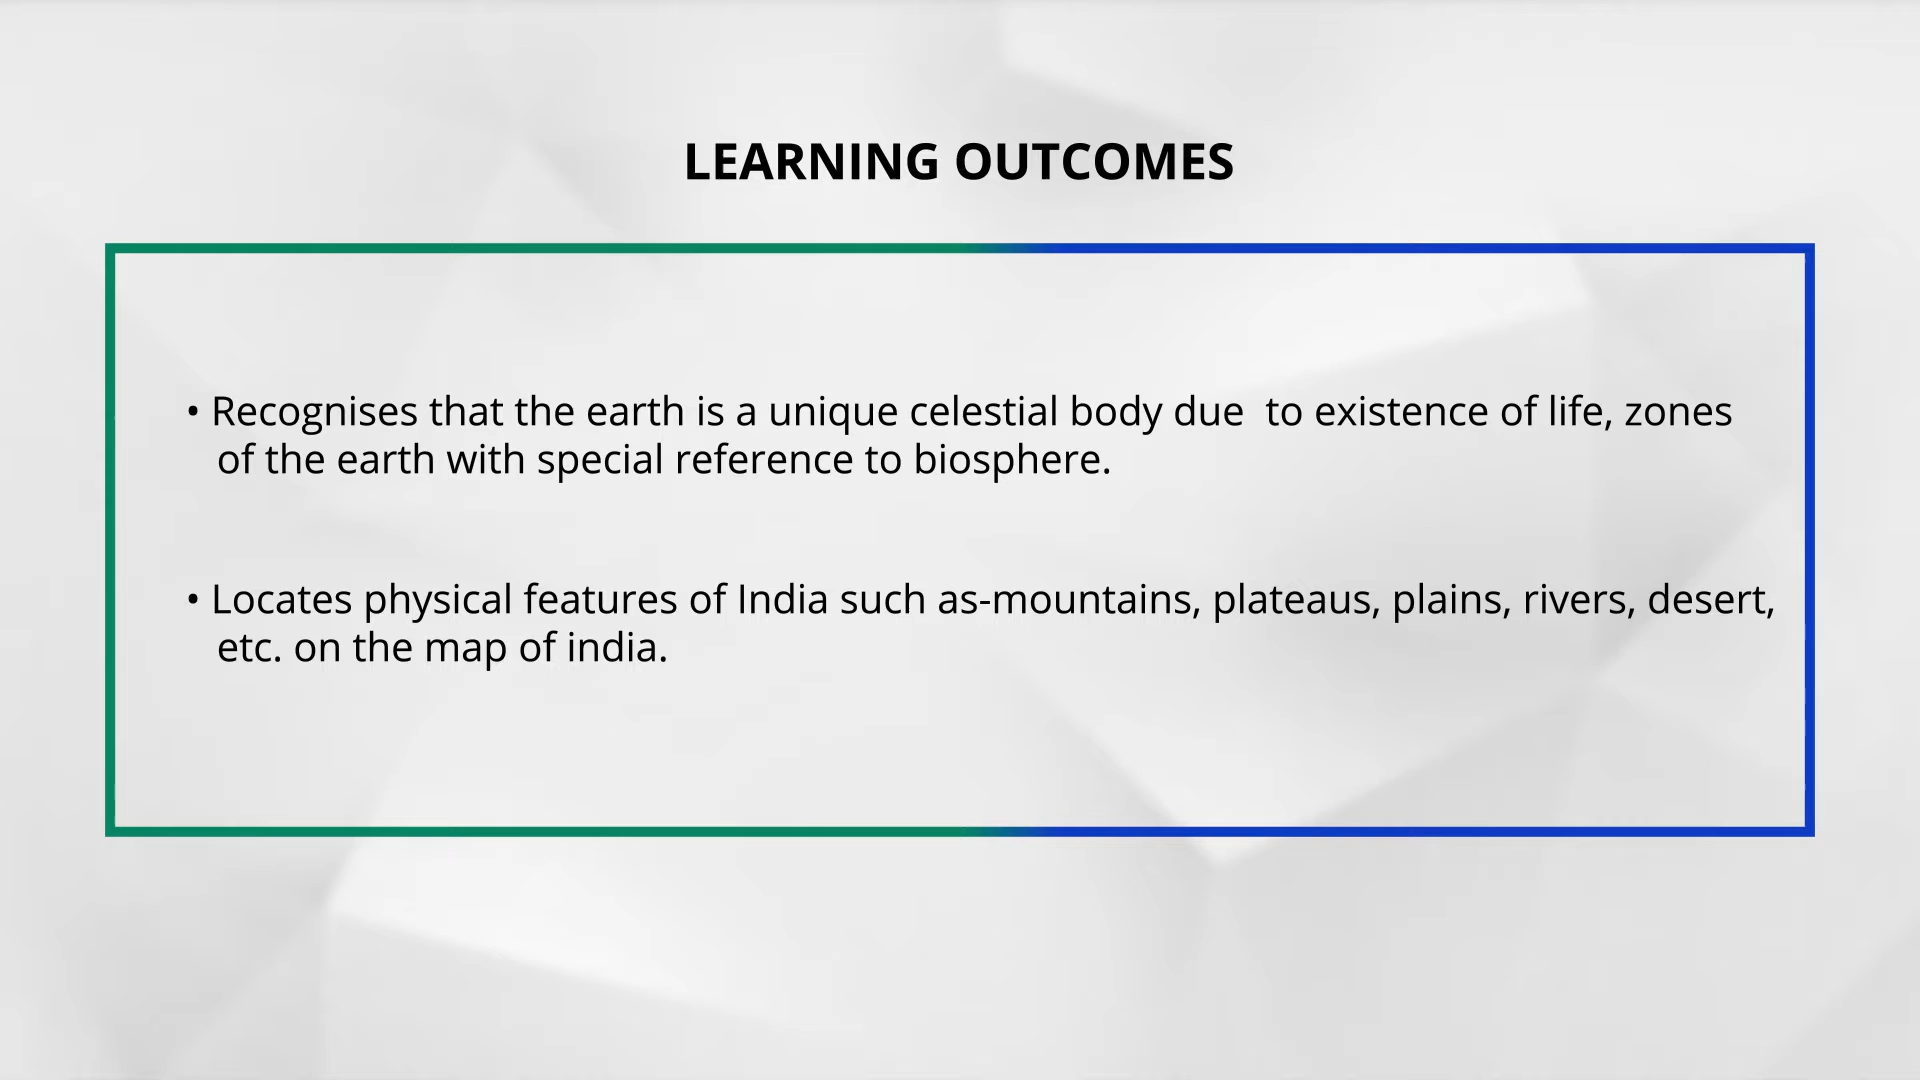 LEARNING OUTCOMES
• Recognises that the earth is a unique celestial body due  to existence of life, zones
of the earth with special reference to biosphere.
• Locates physical features of India such as-mountains, plateaus, plains, rivers, desert,
etc. on the map of india.